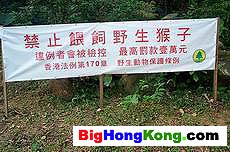 禁止餵飼野生猴子
違例者會被檢控 最高罰款壹萬元
香港法例第170章 野生動物保護條例
BigHongKong.com